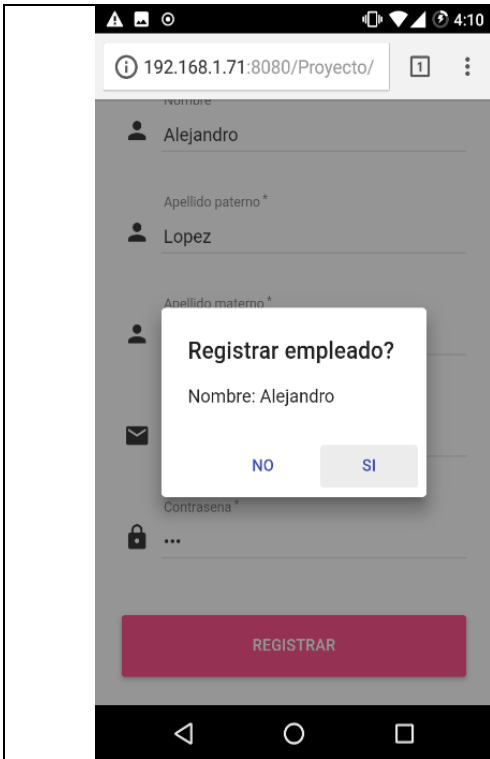 4:10
192.168.1.71:8080/Proyecto/
1
Nombre
Alejandro
Apellido paterno *
Lopez
Apellido materno *
Registrar empleado?
Nombre: Alejandro
NO
SI
Contrasena *
•••
REGISTRAR